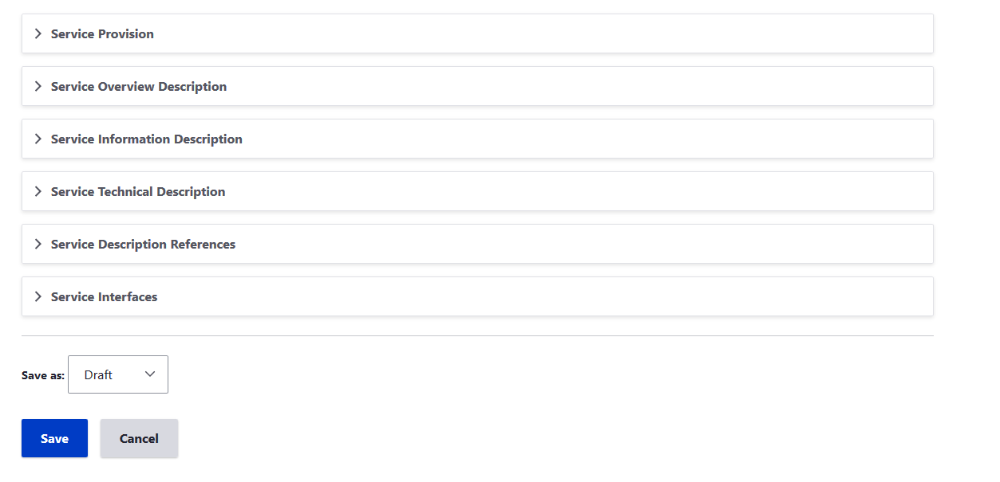 Service Provision
Service Overview Description
Service Information Description
Service Technical Description
Service Description References
Service Interfaces
Save as: Draft
Save Cancel